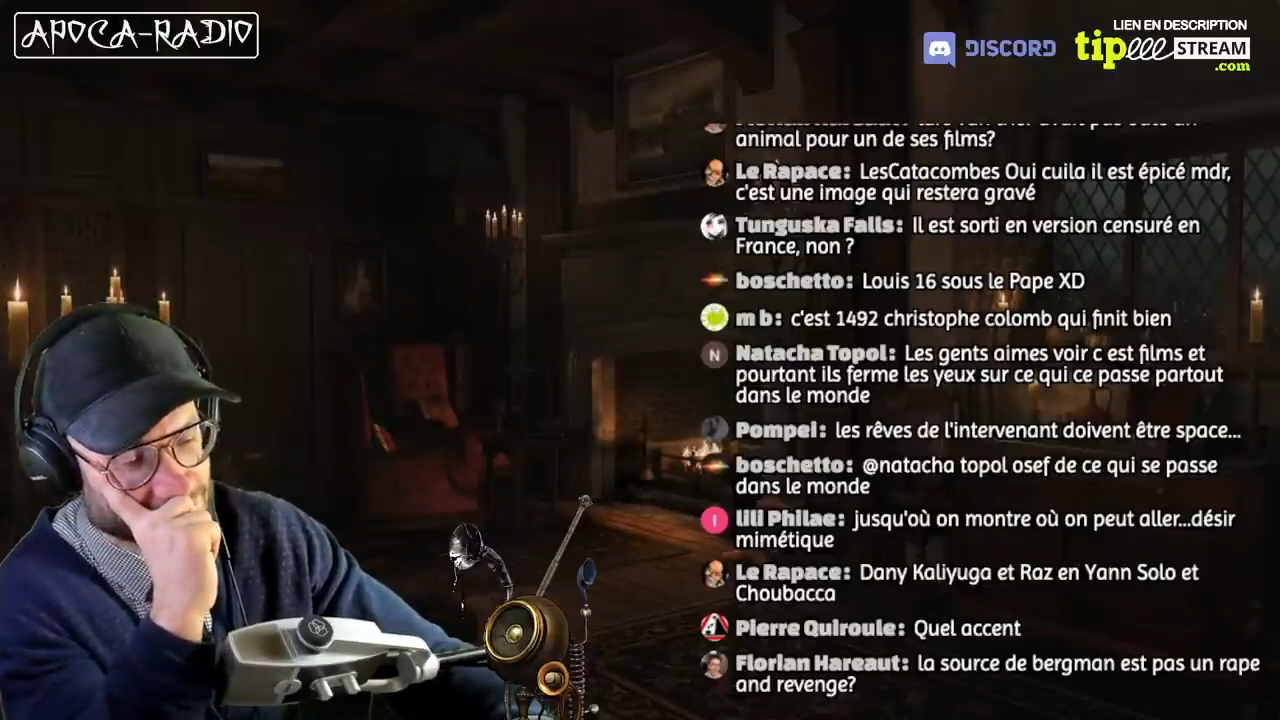 APOCA-RADIO
LIEN EN DESCRIPTION
DISCORD
tipeee STREAM
.com
animal pour un de ses films?
Le Rapace: LesCatacombes Oui cuila il est épicé mdr,
c'est une image qui restera gravé
Tunguska Falls: Il est sorti en version censuré en
France, non ?
boschetto: Louis 16 sous le Pape XD
m b: c'est 1492 christophe colomb qui finit bien
N
Natacha Topol: Les gents aimes voir c est films et
pourtant ils ferme les yeux sur ce qui ce passe partout
dans le monde
Pompei: les rêves de l'intervenant doivent être space...
boschetto: @natacha topol osef de ce qui se passe
dans le monde
lili Philae: jusqu'où on montre où on peut aller...désir
mimétique
Le Rapace: Dany Kaliyuga et Raz en Yann Solo et
Choubacca
Pierre Quiroule: Quel accent
Florian Hareaut: la source de bergman est pas un rape
and revenge?